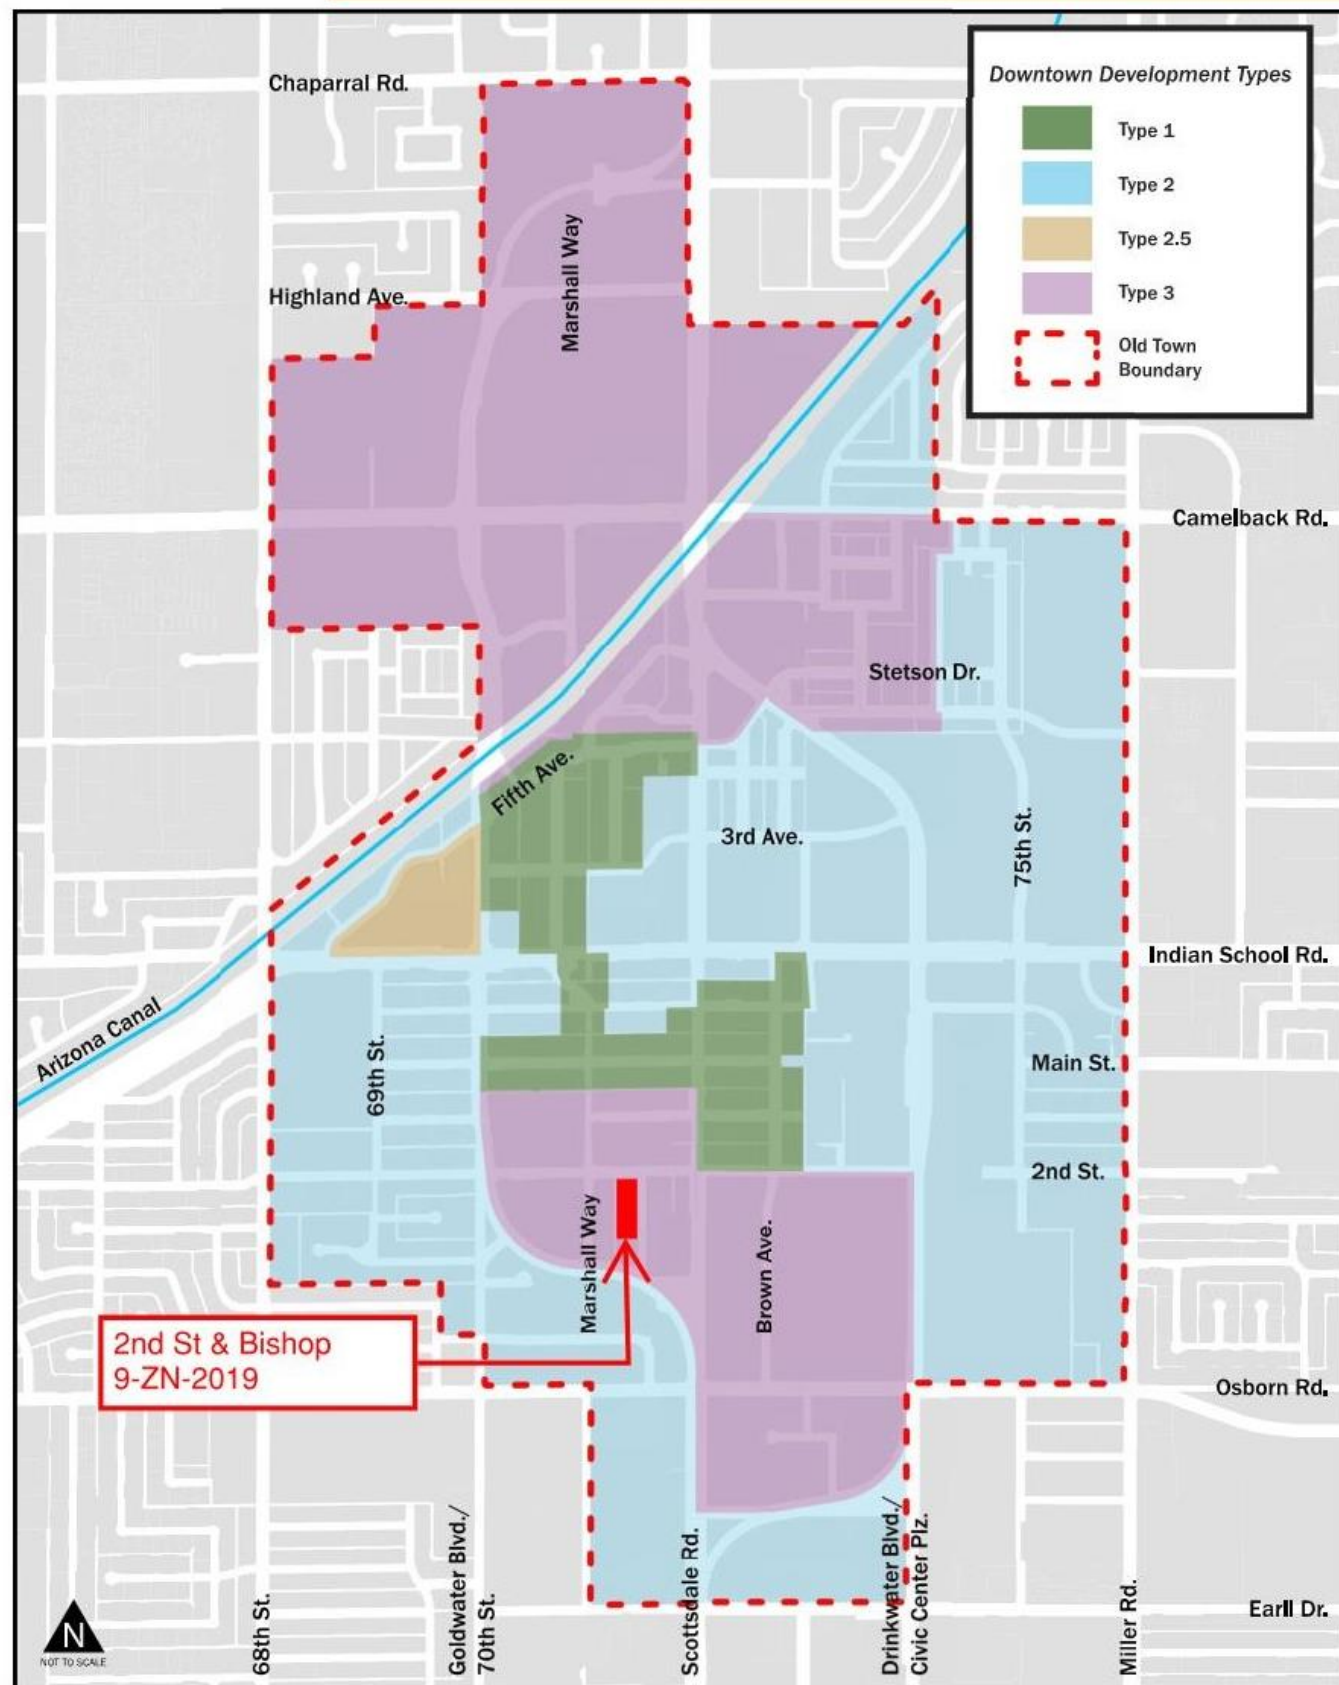 Downtown Development Types
Type 1
Type 2
Type 2.5
Type 3
Old Town
Boundary
Chaparral Rd.
Marshall Way
Highland Ave.
Camelback Rd.
Stetson Dr.
Fifth Ave.
3rd Ave.
75th St.
Indian School Rd.
Arizona Canal
69th St.
Main St.
2nd St.
Marshall Way
Brown Ave.
2nd St & Bishop
9-ZN-2019
Osborn Rd.
68th St.
Goldwater Blvd./
70th St.
Scottsdale Rd.
Drinkwater Blvd./
Civic Center Plz.
Miller Rd.
Earll Dr.
N
NOT TO SCALE